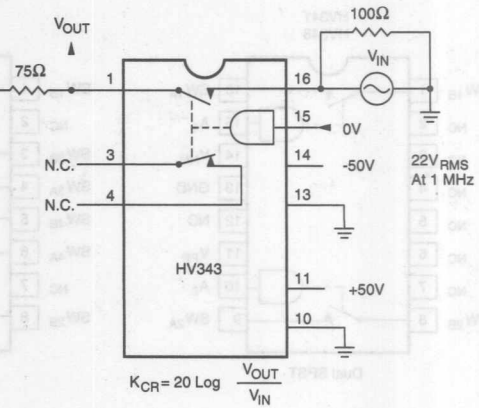 100Ω
V_OUT
V_IN
75Ω
1
16
15
0V
N.C.
3
14
-50V
22V_RMS
At 1 MHz
N.C.
4
13
HV343
11
+50V
10
K_CR = 20 Log V_OUT / V_IN